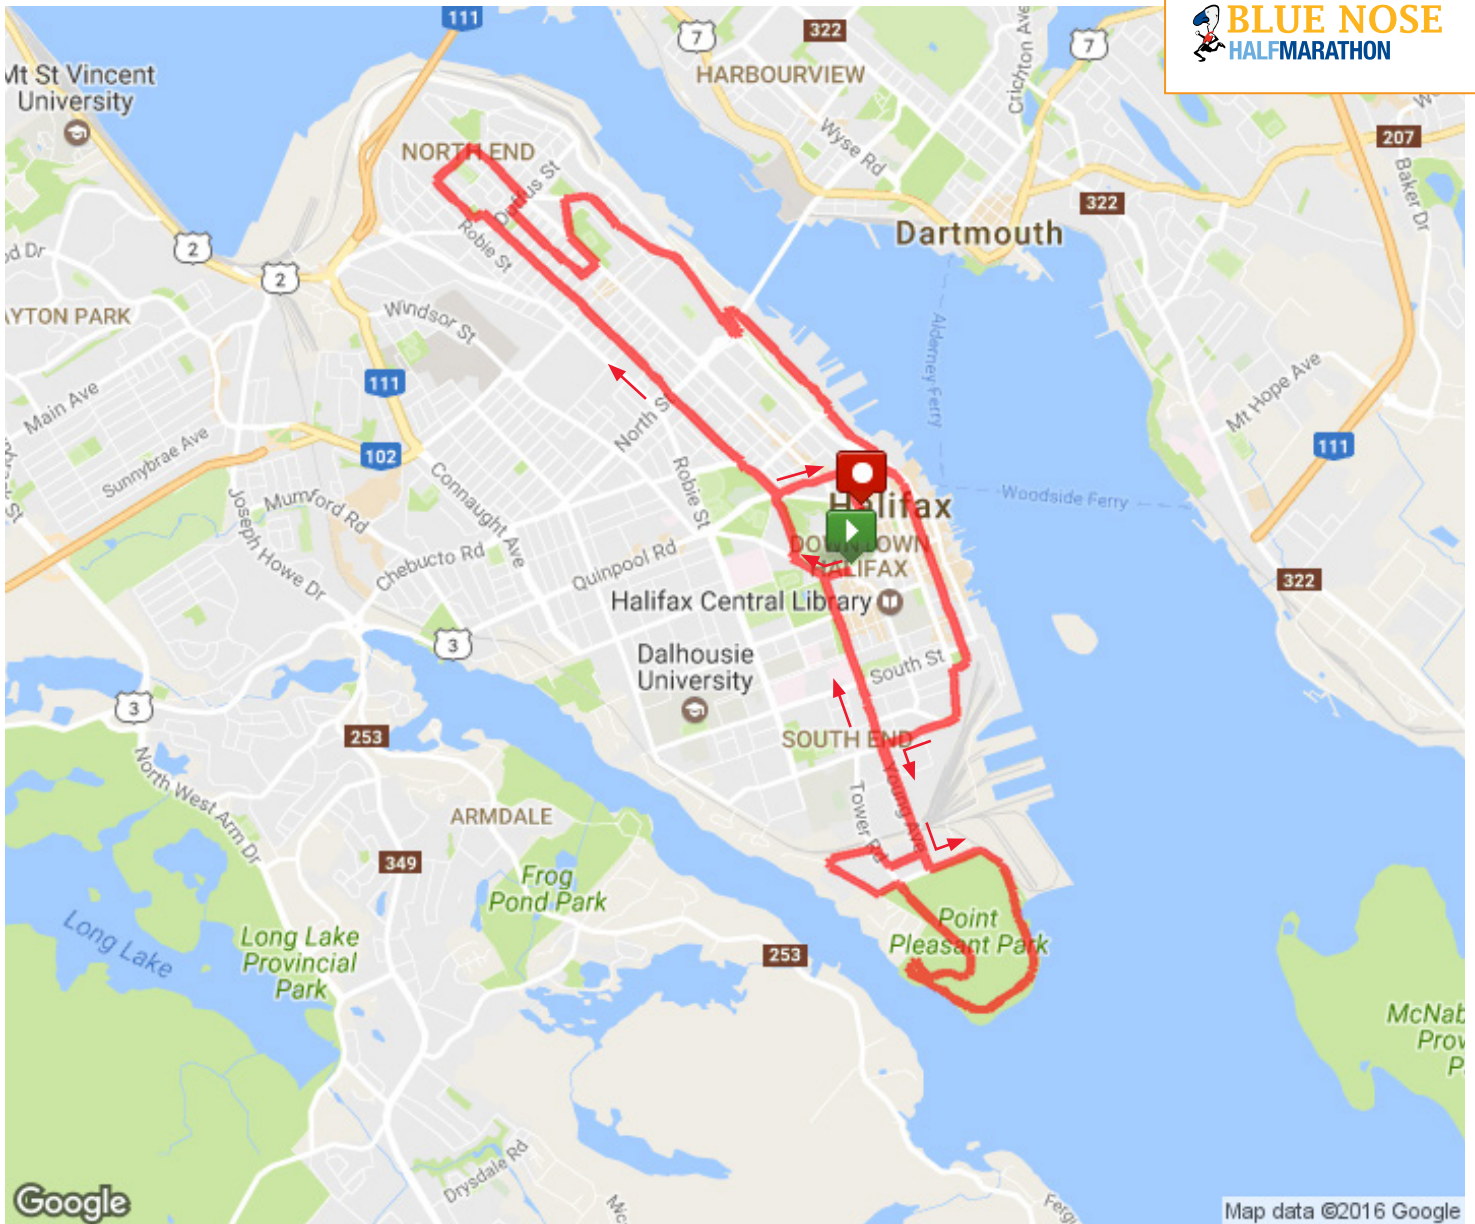 BLUE NOSE
HALFMARATHON
111
7
322
7
Crichton Ave
HARBOURVIEW
Mt St Vincent
University
Wyse Rd
207
NORTH END
Baker Dr
Duffus St
322
2
Robie St
Dartmouth
2
Windsor St
Alderney Ferry
111
Main Ave
North St
Mt Hope Ave
Sunnybrae Ave
102
111
Connaught Ave
Robie St
Mumford Rd
Joseph Howe Dr
Halifax
Woodside Ferry
Chebucto Rd
Quinpool Rd
DOWNTOWN
HALIFAX
322
Halifax Central Library
3
Dalhousie
University
South St
3
253
SOUTH END
North West Arm Dr
Young Ave
Tower Rd
ARMDALE
349
Frog
Pond Park
Point
Pleasant Park
Long Lake
Long Lake
Provincial
Park
253
Drysdale Rd
Google
Map data ©2016 Google